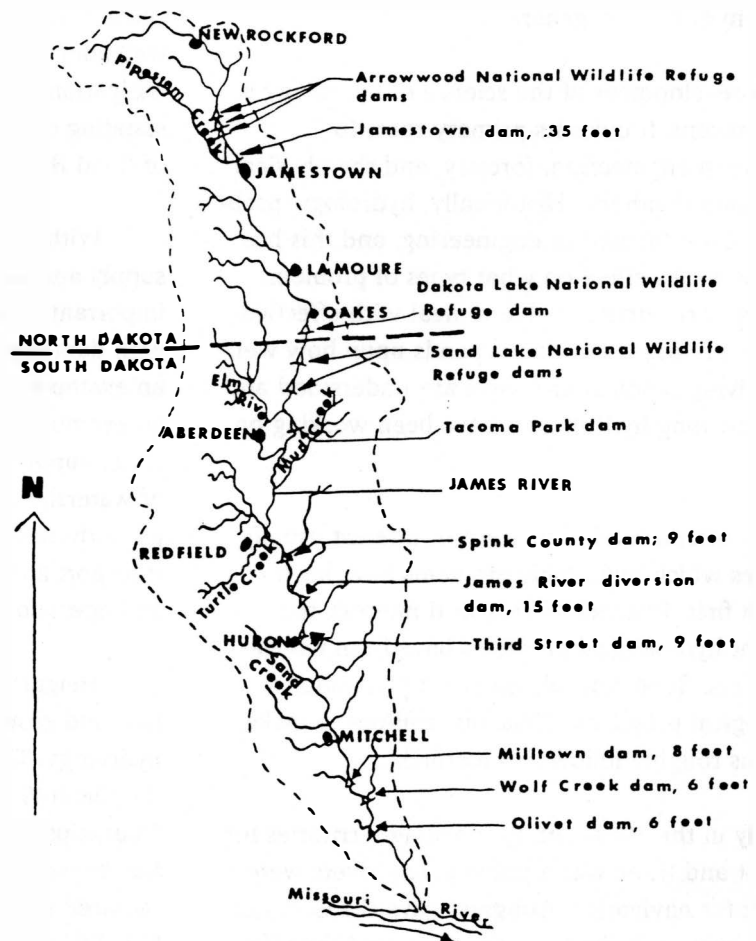 NEW ROCKFORD
Pipestem Creek
Arrowwood National Wildlife Refuge
dams
Jamestown dam, .35 feet
JAMESTOWN
LAMOURE
Dakota Lake National Wildlife
Refuge dam
OAKES
NORTH DAKOTA
SOUTH DAKOTA
Sand Lake National Wildlife
Refuge dams
Elm River
Mud Creek
ABERDEEN
Tacoma Park dam
JAMES RIVER
N
REDFIELD
Turtle Creek
Spink County dam; 9 feet
James River diversion
dam, 15 feet
HURON
Third Street dam, 9 feet
Sand
Creek
MITCHELL
Milltown dam, 8 feet
Wolf Creek dam, 6 feet
Olivet dam, 6 feet
Missouri River